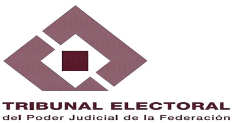 TRIBUNAL ELECTORAL
del Poder Judicial de la Federación